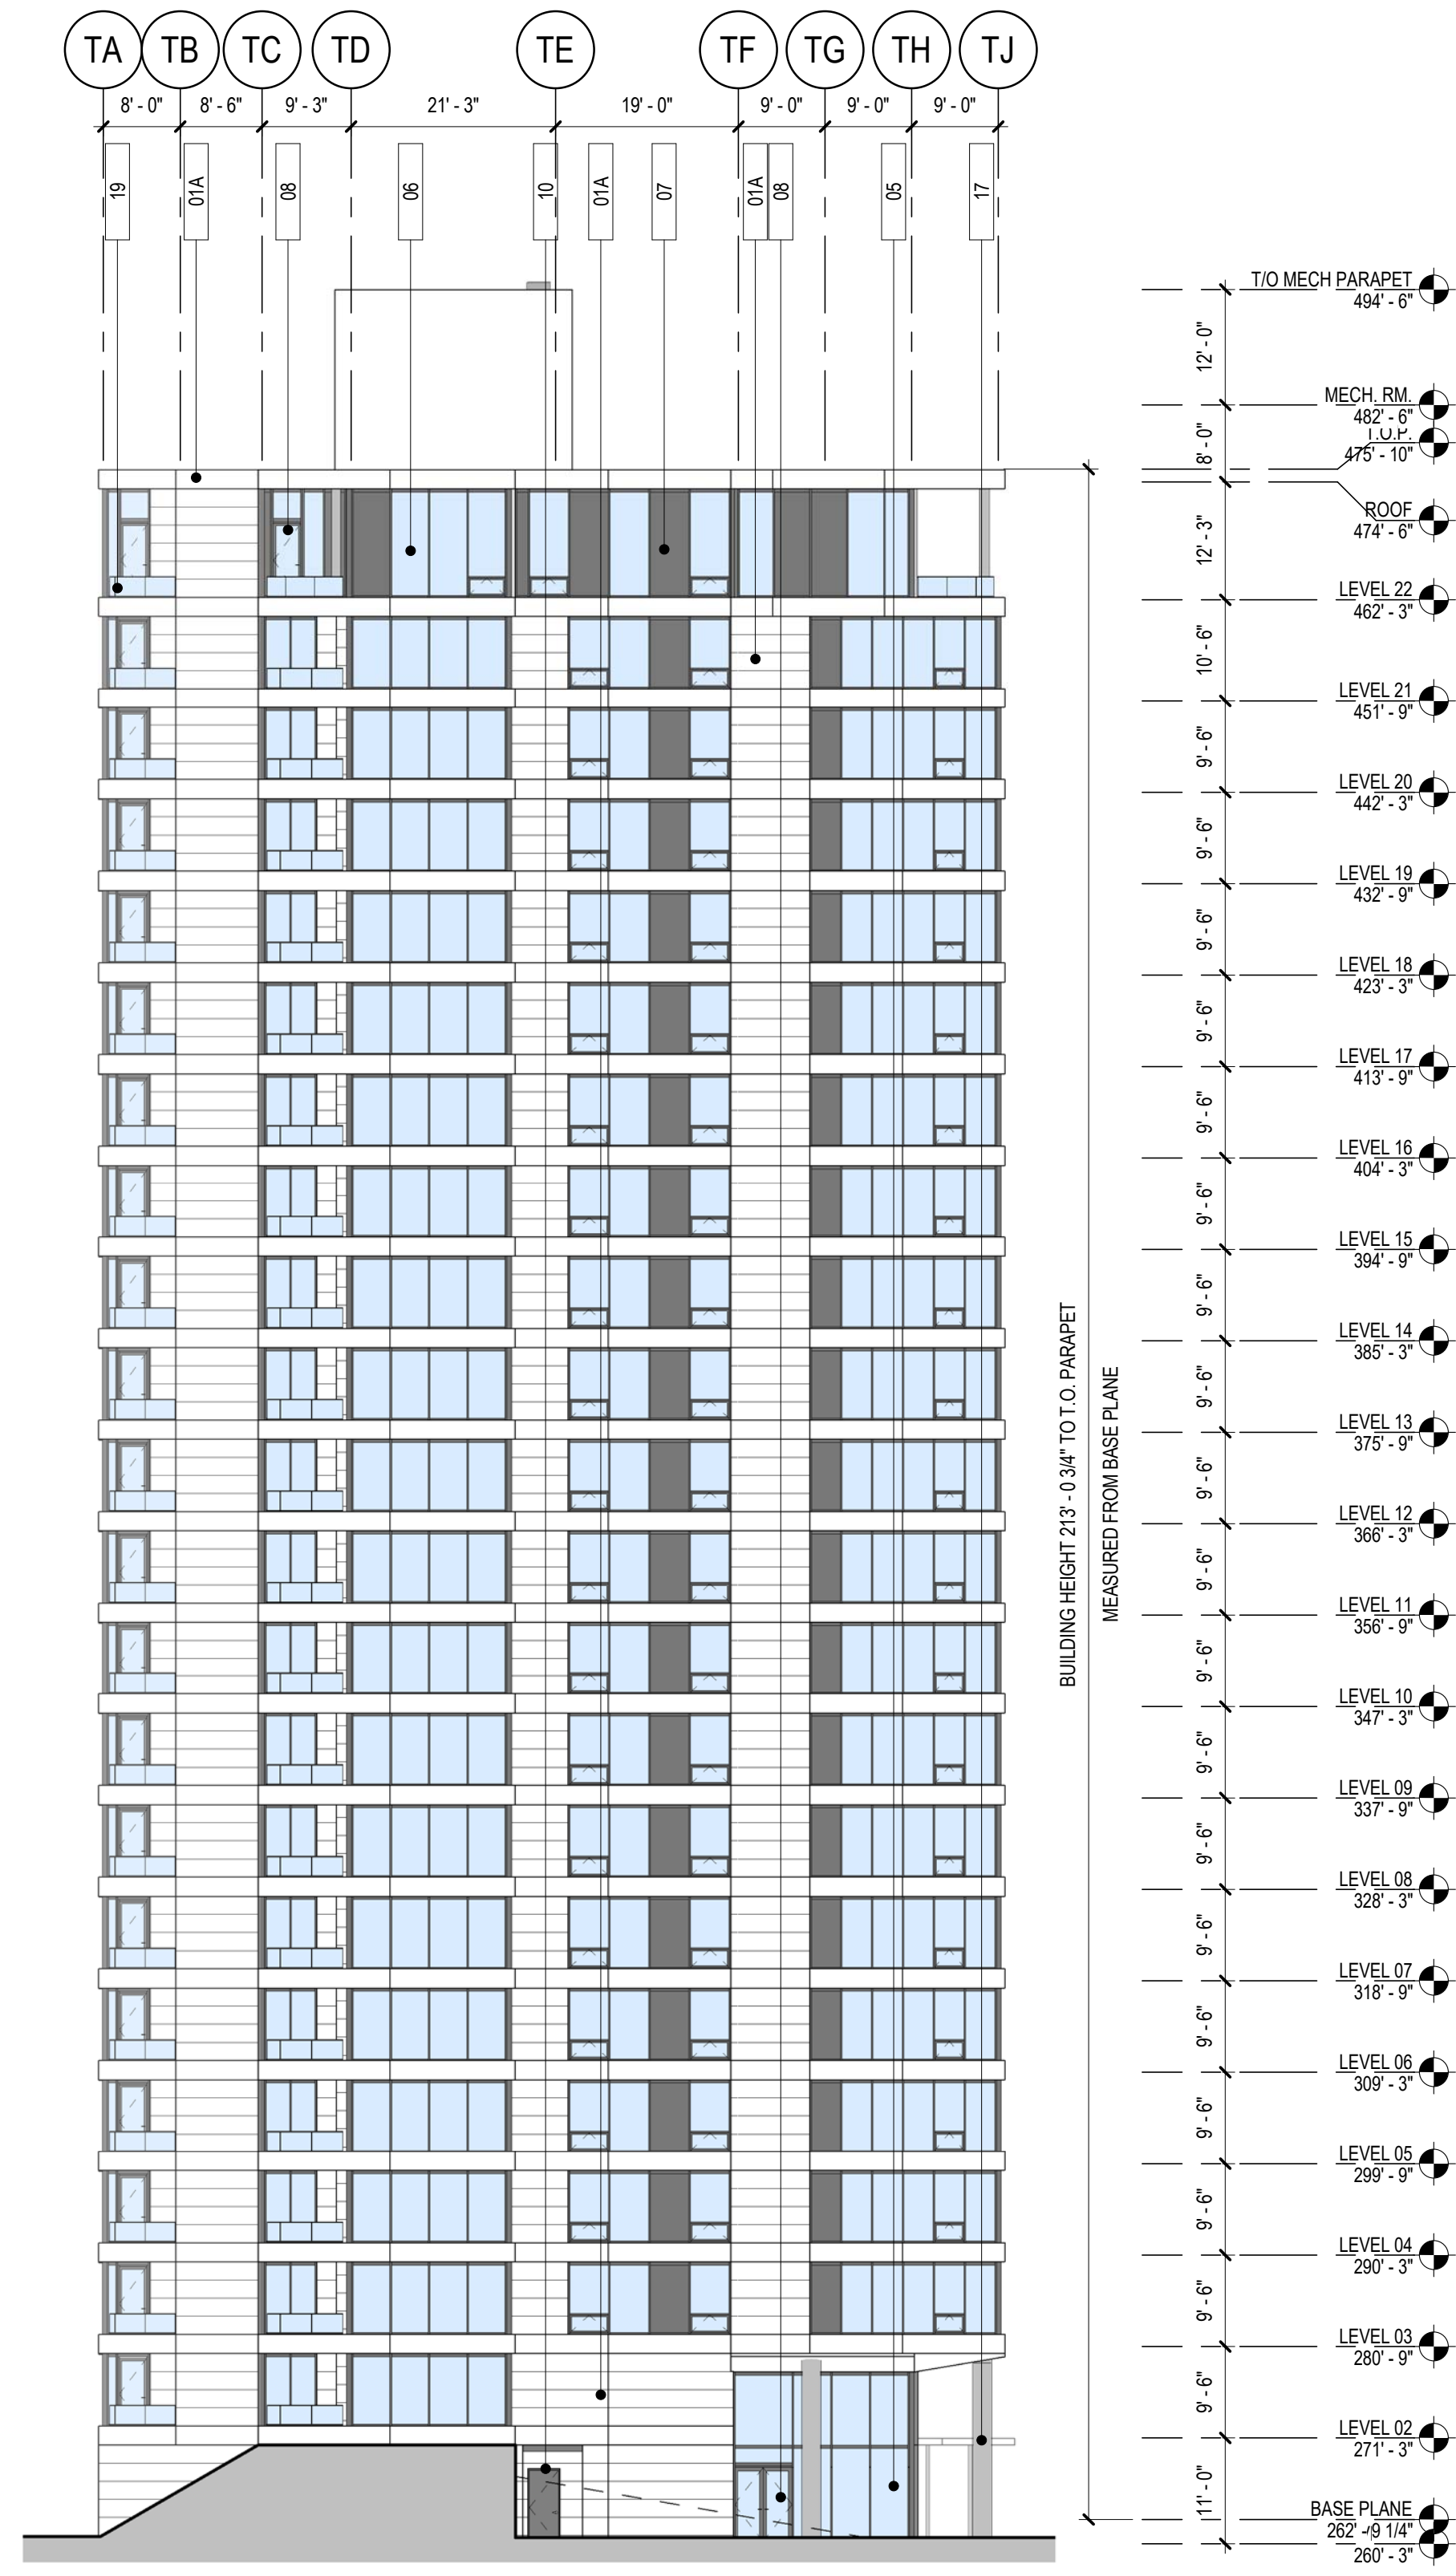 TA TB TC TD TE TF TG TH TJ
8' - 0" 8' - 6" 9' - 3" 21' - 3" 19' - 0" 9' - 0" 9' - 0" 9' - 0"
19 01A 08 06 10 01A 07 01A 08 05 17
T/O MECH PARAPET
494' - 6"
12' - 0"
MECH. RM.
482' - 6"
8' - 0"
T.O.P.
475' - 10"
ROOF
474' - 6"
12' - 3"
LEVEL 22
462' - 3"
10' - 6"
LEVEL 21
451' - 9"
9' - 6"
LEVEL 20
442' - 3"
9' - 6"
LEVEL 19
432' - 9"
9' - 6"
LEVEL 18
423' - 3"
9' - 6"
LEVEL 17
413' - 9"
9' - 6"
LEVEL 16
404' - 3"
9' - 6"
LEVEL 15
394' - 9"
9' - 6"
LEVEL 14
385' - 3"
9' - 6"
LEVEL 13
375' - 9"
9' - 6"
LEVEL 12
366' - 3"
9' - 6"
LEVEL 11
356' - 9"
9' - 6"
LEVEL 10
347' - 3"
9' - 6"
LEVEL 09
337' - 9"
9' - 6"
LEVEL 08
328' - 3"
9' - 6"
LEVEL 07
318' - 9"
9' - 6"
LEVEL 06
309' - 3"
9' - 6"
LEVEL 05
299' - 9"
9' - 6"
LEVEL 04
290' - 3"
9' - 6"
LEVEL 03
280' - 9"
9' - 6"
LEVEL 02
271' - 3"
11' - 0"
BASE PLANE
262' - 9 1/4"
260' - 3"
BUILDING HEIGHT 213' - 0 3/4" TO T.O. PARAPET
MEASURED FROM BASE PLANE